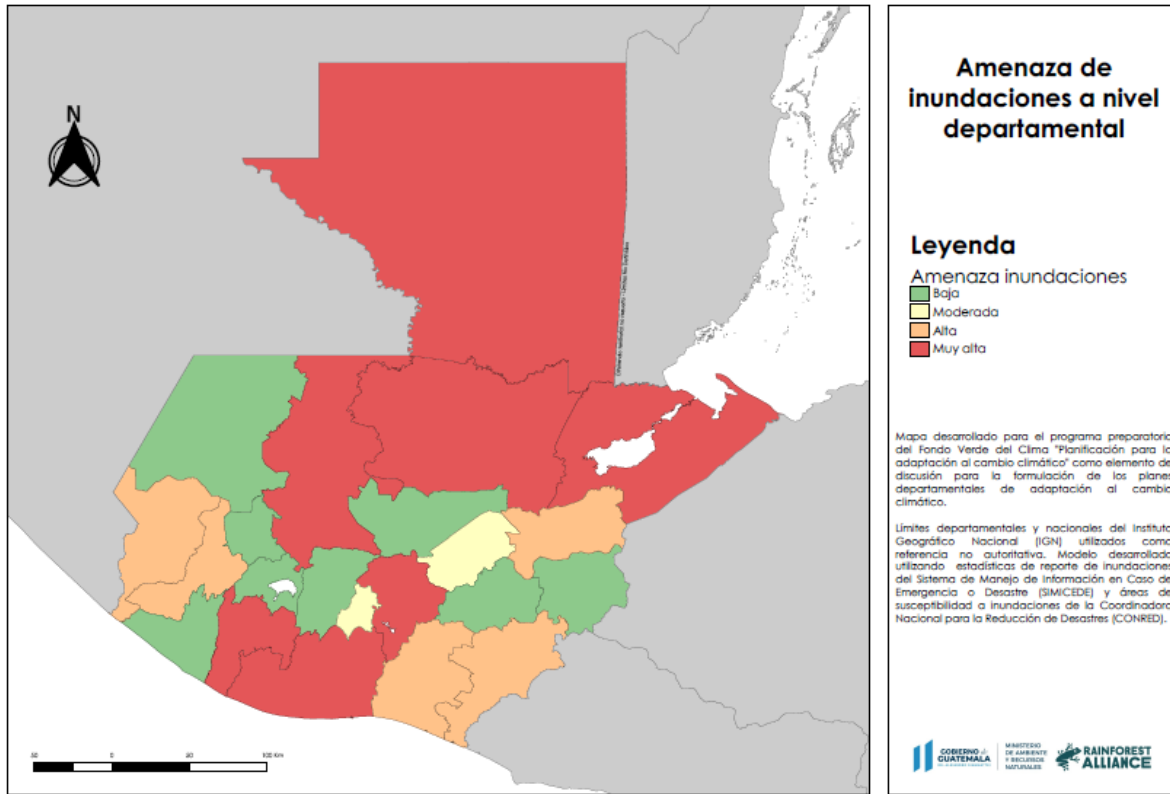 N
50 0 50 100 Km
Amenaza de
inundaciones a nivel
departamental
Leyenda
Amenaza inundaciones
Baja
Moderada
Alta
Muy alta
Mapa desarrollado para el programa preparatorio
del Fondo Verde del Clima "Planificación para la
adaptación al cambio climático" como elemento de
discusión para la formulación de los planes
departamentales de adaptación al cambio
climático.
Límites departamentales y nacionales del Instituto
Geográfico Nacional (IGN) utilizados como
referencia no autoritativa. Modelo desarrollado
utilizando estadísticas de reporte de inundaciones
del Sistema de Manejo de Información en Caso de
Emergencia o Desastre (SIMICEDE) y áreas de
susceptibilidad a inundaciones de la Coordinadora
Nacional para la Reducción de Desastres (CONRED).
GOBIERNO de
GUATEMALA
MINISTERIO
DE AMBIENTE
Y RECURSOS
NATURALES
RAINFOREST
ALLIANCE